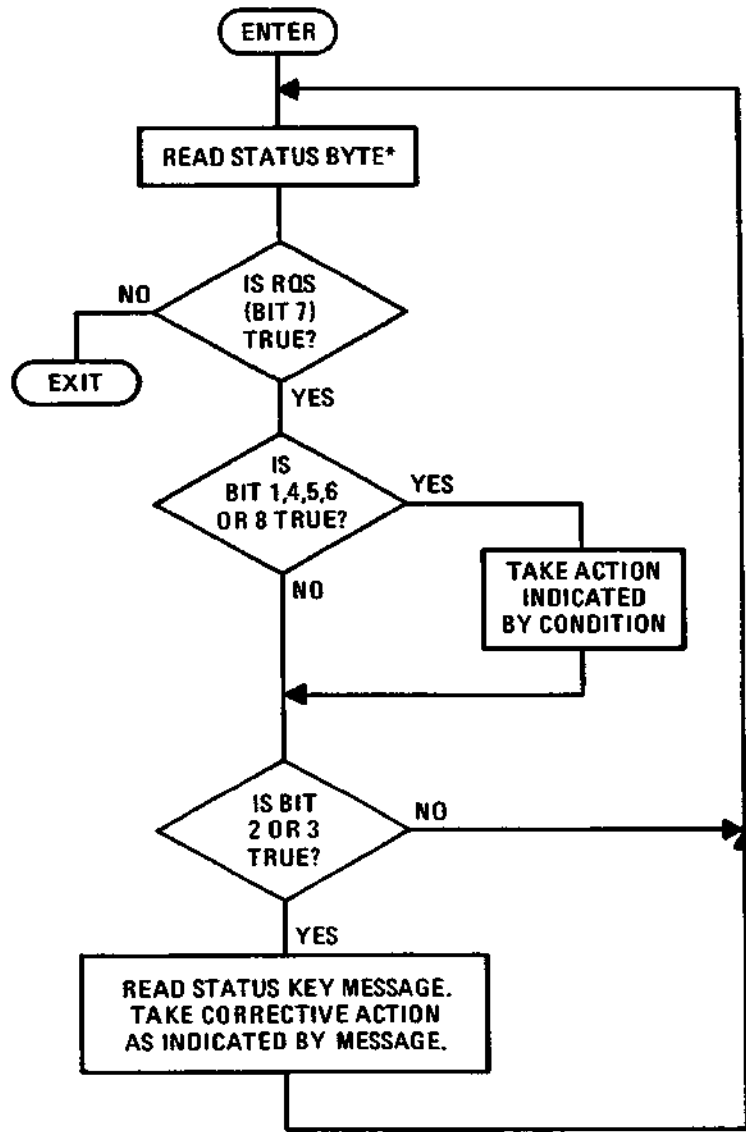 ENTER
READ STATUS BYTE*
IS RQS
(BIT 7)
TRUE?
NO
EXIT
YES
IS
BIT 1,4,5,6
OR 8 TRUE?
YES
TAKE ACTION
INDICATED
BY CONDITION
NO
IS BIT
2 OR 3
TRUE?
NO
YES
READ STATUS KEY MESSAGE.
TAKE CORRECTIVE ACTION
AS INDICATED BY MESSAGE.